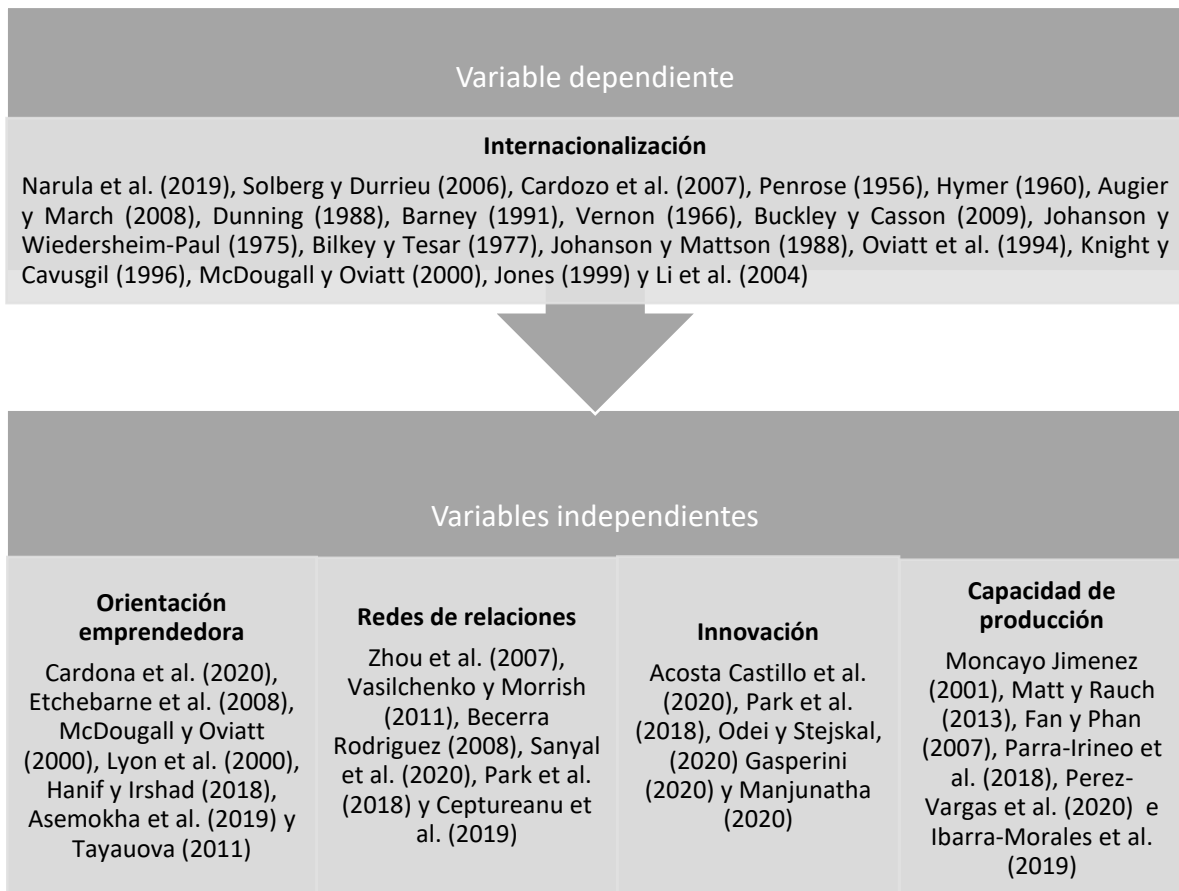 Variable dependiente
Internacionalización
Narula et al. (2019), Solberg y Durrieu (2006), Cardozo et al. (2007), Penrose (1956), Hymer (1960), Augier
y March (2008), Dunning (1988), Barney (1991), Vernon (1966), Buckley y Casson (2009), Johanson y
Wiedersheim-Paul (1975), Bilkey y Tesar (1977), Johanson y Mattson (1988), Oviatt et al. (1994), Knight y
Cavusgil (1996), McDougall y Oviatt (2000), Jones (1999) y Li et al. (2004)
Variables independientes
Orientación
emprendedora
Cardona et al. (2020),
Etchebarne et al. (2008),
McDougall y Oviatt
(2000), Lyon et al. (2000),
Hanif y Irshad (2018),
Asemokha et al. (2019) y
Tayauova (2011)
Redes de relaciones
Zhou et al. (2007),
Vasilchenko y Morrish
(2011), Becerra
Rodriguez (2008), Sanyal
et al. (2020), Park et al.
(2018) y Ceptureanu et
al. (2019)
Innovación
Acosta Castillo et al.
(2020), Park et al.
(2018), Odei y Stejskal,
(2020) Gasperini
(2020) y Manjunatha
(2020)
Capacidad de
producción
Moncayo Jimenez
(2001), Matt y Rauch
(2013), Fan y Phan
(2007), Parra-Irineo et
al. (2018), Perez-
Vargas et al. (2020) e
Ibarra-Morales et al.
(2019)